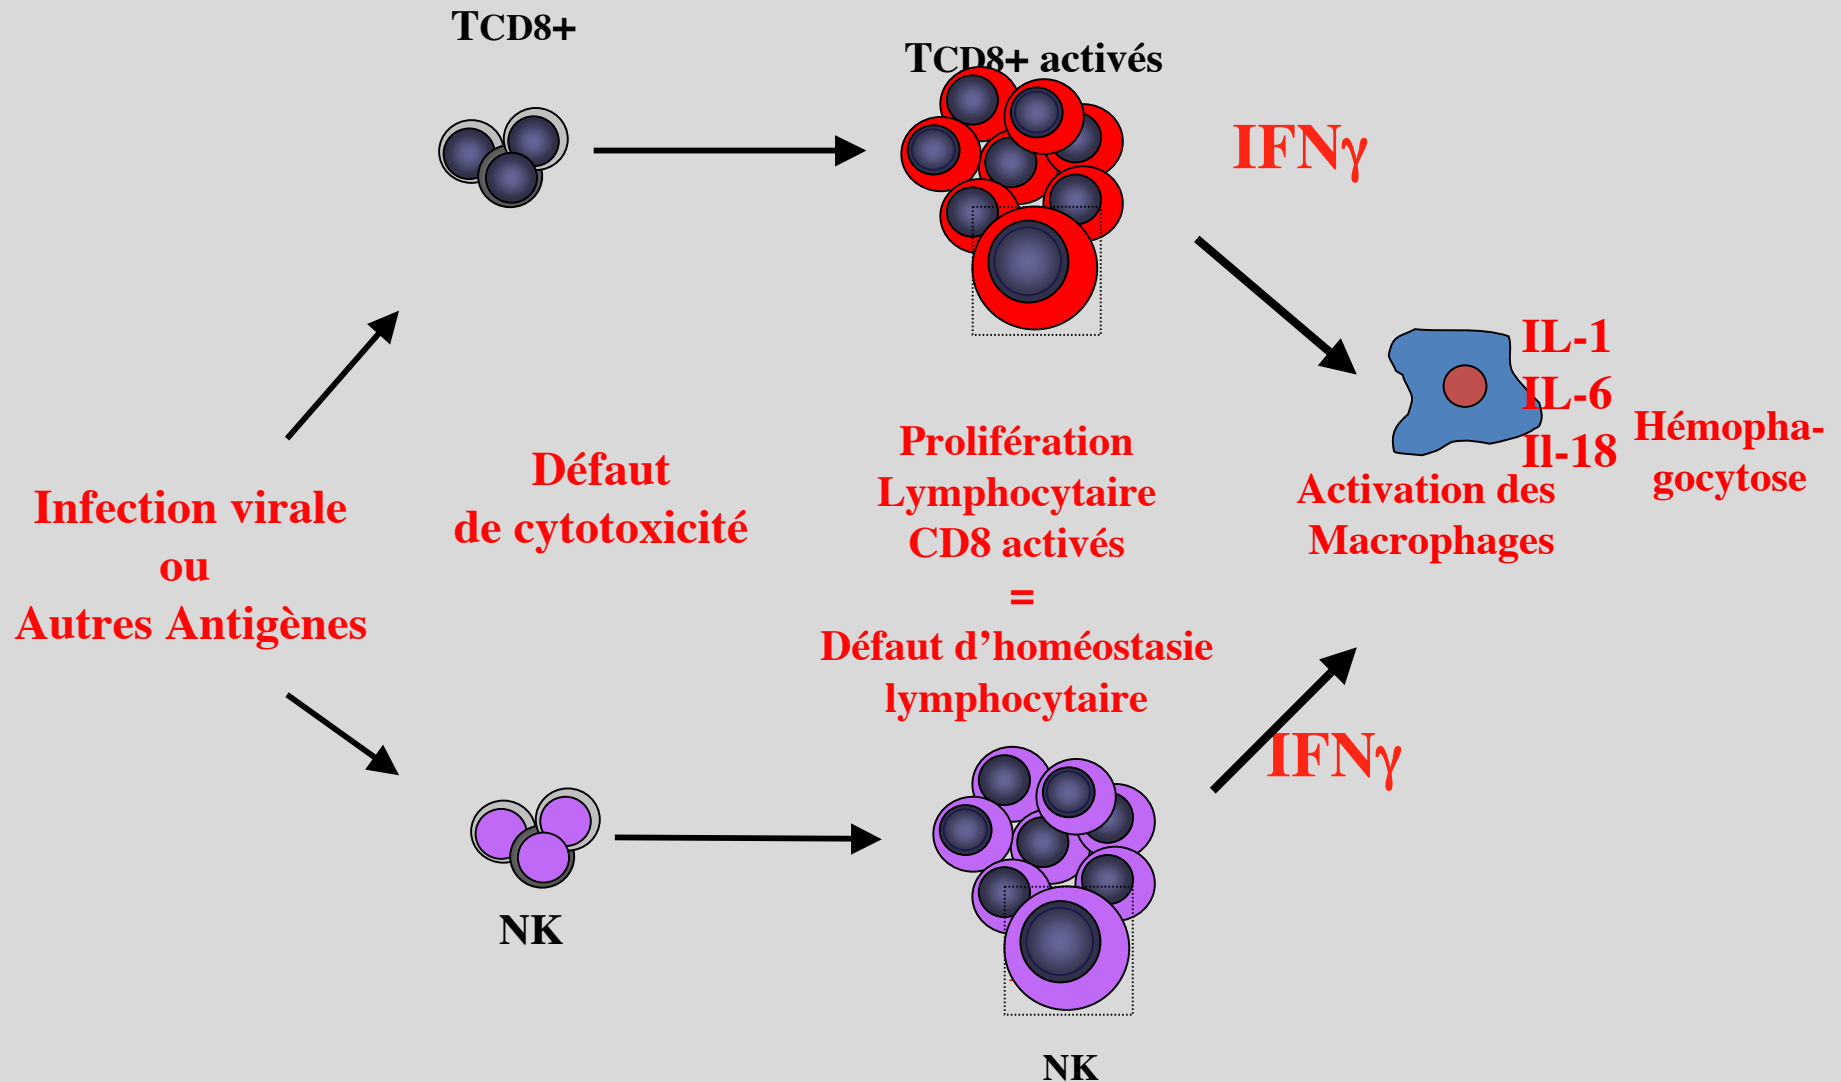 TCD8+
TCD8+ activés
IFNγ
IL-1
IL-6
Il-18
Hémopha-
gocytose
Activation des
Macrophages
Prolifération
Lymphocytaire
CD8 activés
=
Défaut d’homéostasie
lymphocytaire
Défaut
de cytotoxicité
Infection virale
ou
Autres Antigènes
IFNγ
NK
NK